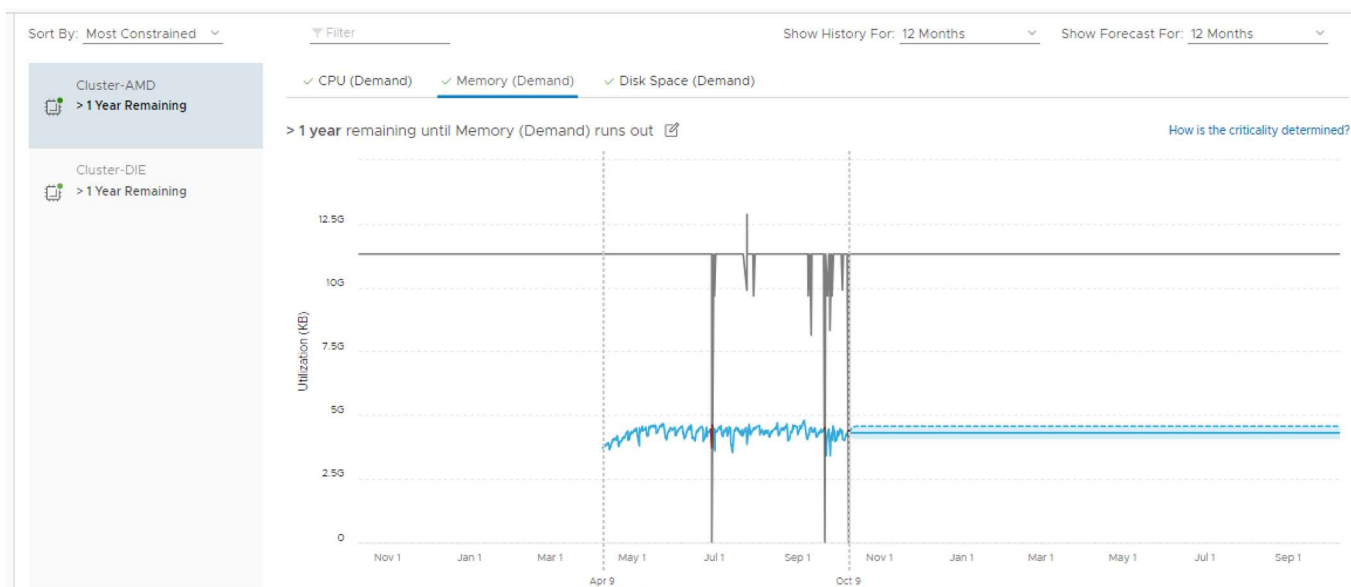 Sort By: Most Constrained
Filter
Show History For: 12 Months
Show Forecast For: 12 Months
Cluster-AMD
> 1 Year Remaining
Cluster-DIE
> 1 Year Remaining
CPU (Demand)
Memory (Demand)
Disk Space (Demand)
> 1 year remaining until Memory (Demand) runs out
How is the criticality determined?
Utilization (KB)
12.5G
10G
7.5G
5G
2.5G
0
Nov 1
Jan 1
Mar 1
May 1
Jul 1
Sep 1
Nov 1
Jan 1
Mar 1
May 1
Jul 1
Sep 1
Apr 9
Oct 9